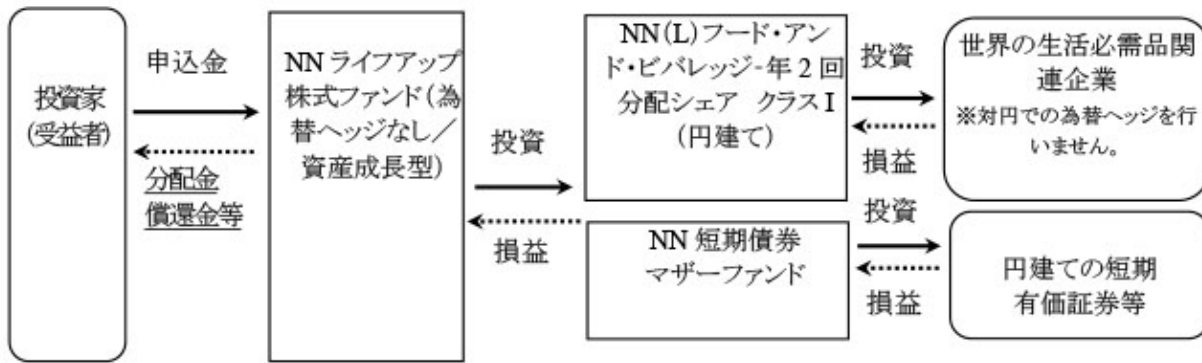 投資家
(受益者)
申込金
分配金
償還金等
NN ライフアップ
株式ファンド(為
替ヘッジなし／
資産成長型)
投資
損益
NN(L)フード・アン
ド・ビバレッジ-年2回
分配シェア クラスI
(円建て)
NN 短期債券
マザーファンド
投資
損益
投資
損益
世界の生活必需品関
連企業
※対円での為替ヘッジを行
いません。
円建ての短期
有価証券等